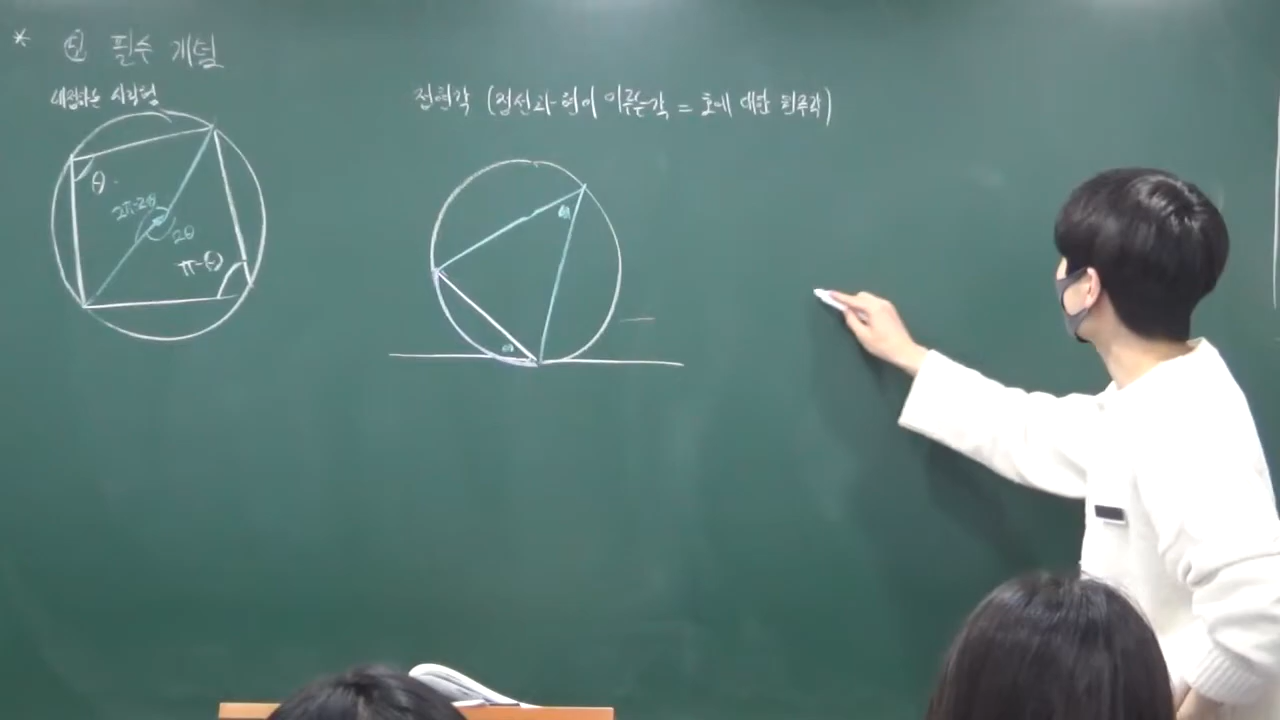 * ② 필수 개념
내접하는 사각형
θ
2π-2θ
2θ
π-θ
접현각 (접선과 현이 이루는 각 = 호에 대한 원주각)